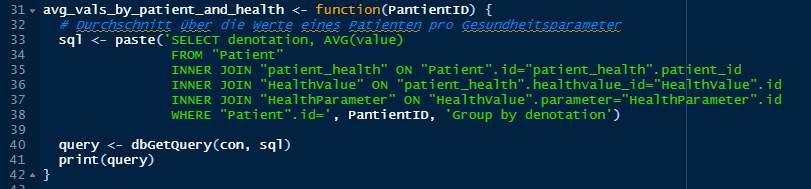 31 avg_vals_by_patient_and_health <- function(PantientID) {
32 # Durchschnitt über die Werte eines Patienten pro Gesundheitsparameter
33 sql <- paste('SELECT denotation, AVG(value)
34 FROM "Patient"
35 INNER JOIN "patient_health" ON "Patient".id="patient_health".patient_id
36 INNER JOIN "HealthValue" ON "patient_health".healthvalue_id="HealthValue".id
37 INNER JOIN "HealthParameter" ON "HealthValue".parameter="HealthParameter".id
38 WHERE "Patient".id=', PantientID, 'Group by denotation')
39
40 query <- dbGetQuery(con, sql)
41 print(query)
42 }